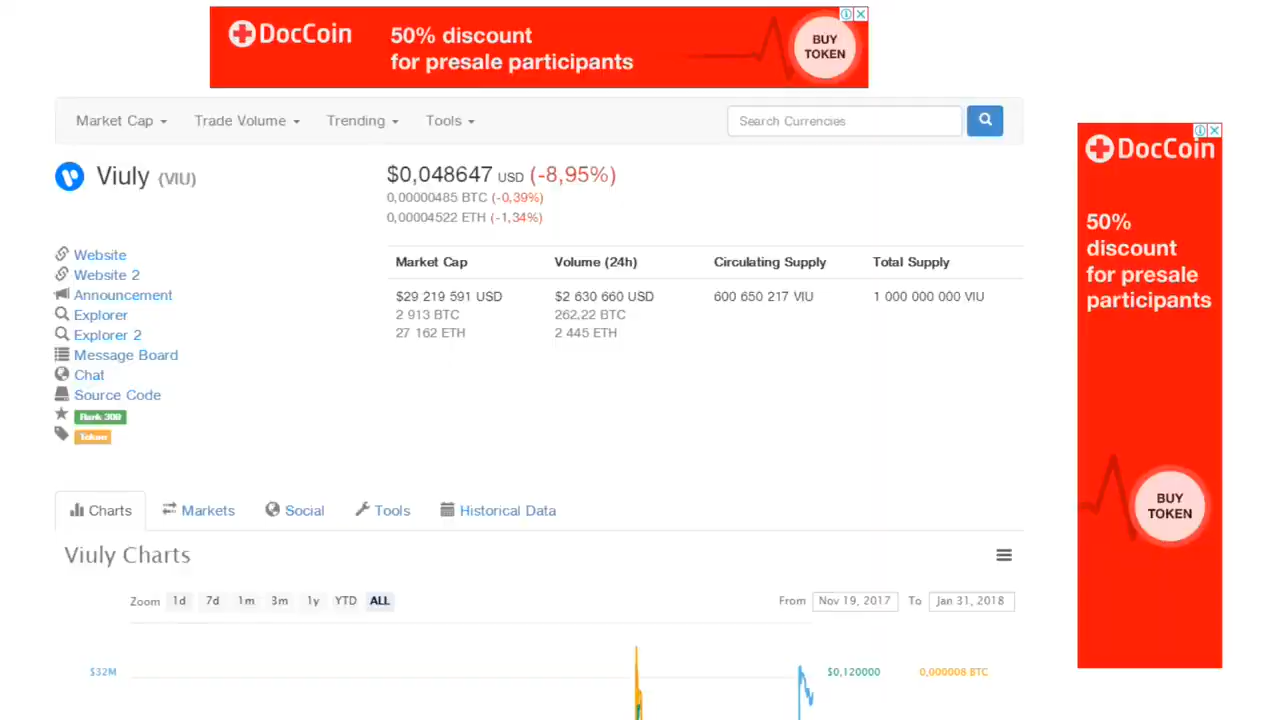 DocCoin
50% discount
for presale participants
BUY
TOKEN
Market Cap
Trade Volume
Trending
Tools
Search Currencies
Viuly (VIU)
$0,048647 USD (-8,95%)
0,00000485 BTC (-0,39%)
0,00004522 ETH (-1,34%)
Website
Website 2
Announcement
Explorer
Explorer 2
Message Board
Chat
Source Code
Rank 309
Token
Market Cap
Volume (24h)
Circulating Supply
Total Supply
$29 219 591 USD
$2 630 660 USD
600 650 217 VIU
1 000 000 000 VIU
2 913 BTC
262,22 BTC
27 162 ETH
2 445 ETH
DocCoin
50%
discount
for presale
participants
BUY
TOKEN
Charts
Markets
Social
Tools
Historical Data
Viuly Charts
Zoom 1d 7d 1m 3m 1y YTD ALL
From Nov 19, 2017 To Jan 31, 2018
$32M
$0,120000
0,000008 BTC